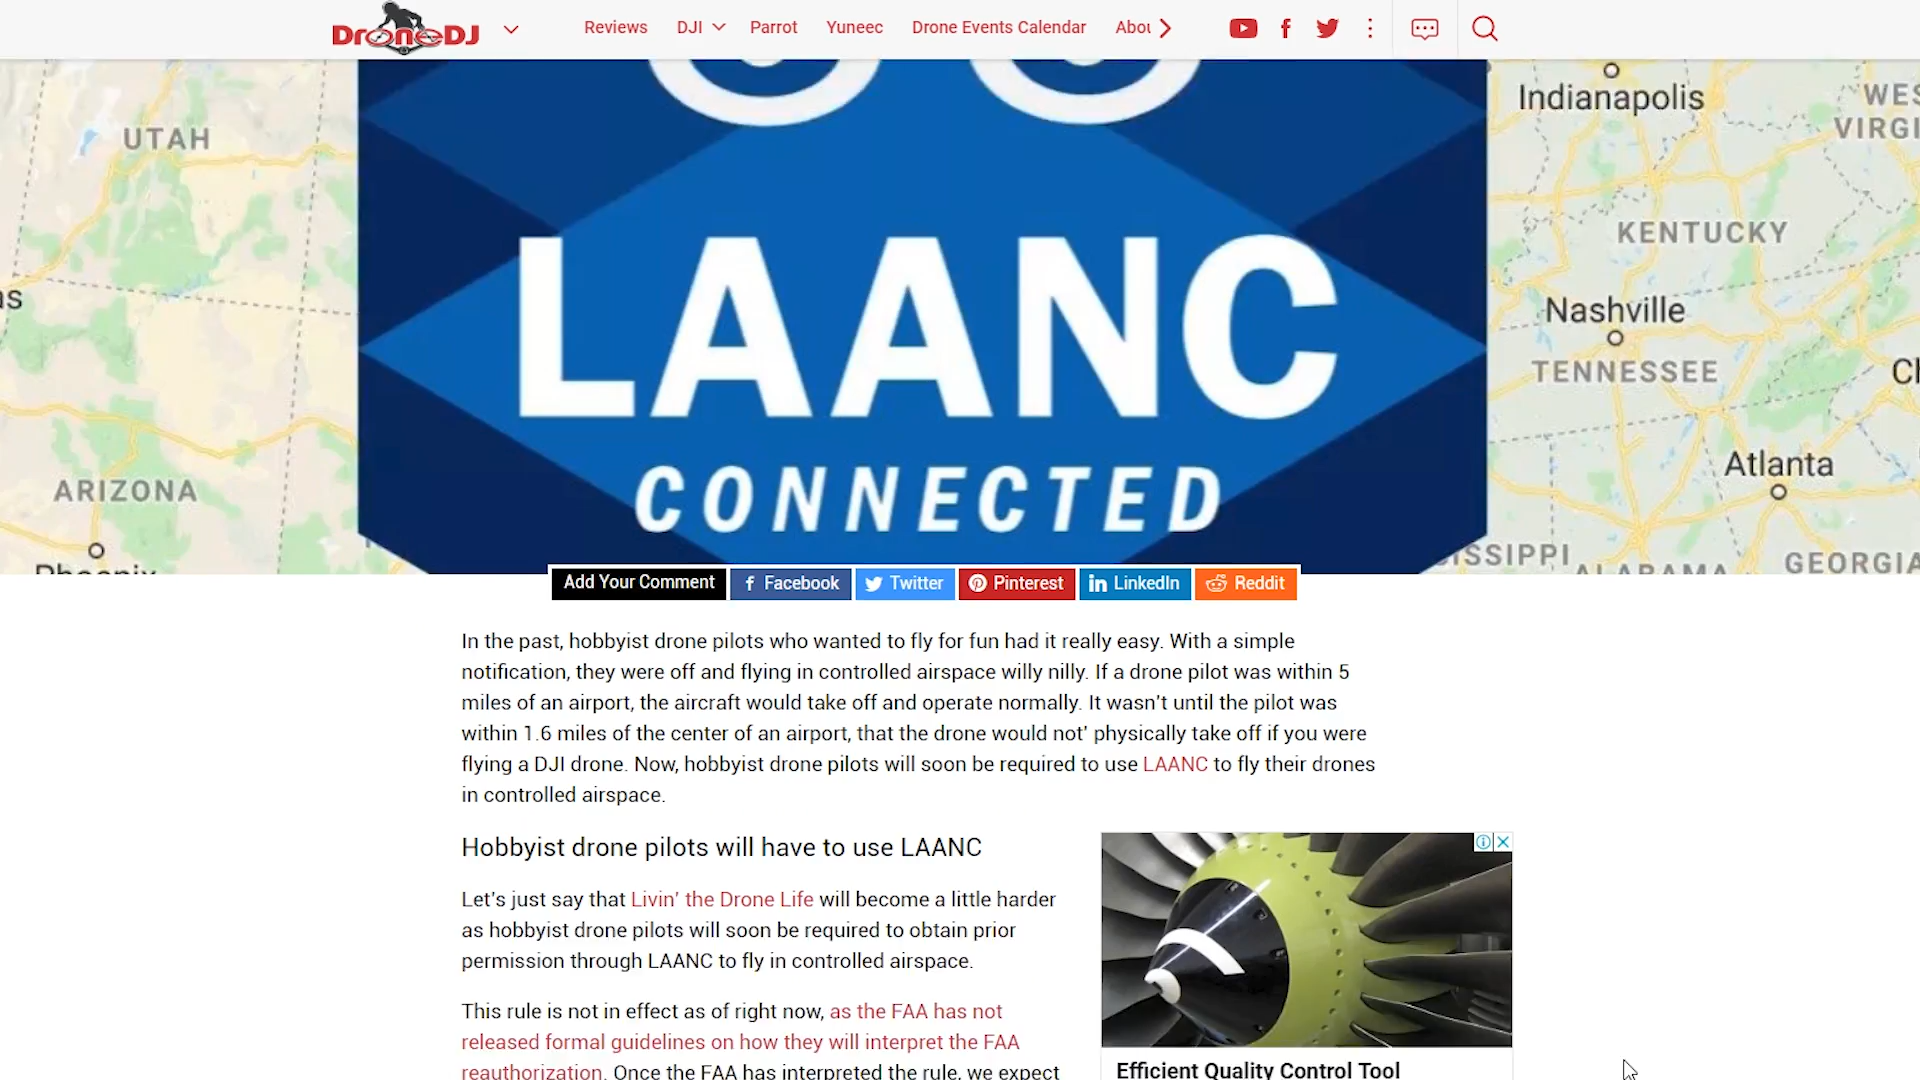 DroneDJ
Reviews DJI Parrot Yuneec Drone Events Calendar
UTAH
Indianapolis
KENTUCKY
LAANC
Nashville
TENNESSEE
Atlanta
ARIZONA
CONNECTED
GEORGIA
Add Your Comment Facebook Twitter Pinterest LinkedIn Reddit
In the past, hobbyist drone pilots who wanted to fly for fun had it really easy. With a simple
notification, they were off and flying in controlled airspace willy nilly. If a drone pilot was within 5
miles of an airport, the aircraft would take off and operate normally. It wasn't until the pilot was
within 1.6 miles of the center of an airport, that the drone would not' physically take off if you were
flying a DJI drone. Now, hobbyist drone pilots will soon be required to use LAANC to fly their drones
in controlled airspace.
Hobbyist drone pilots will have to use LAANC
Let's just say that Livin' the Drone Life will become a little harder
as hobbyist drone pilots will soon be required to obtain prior
permission through LAANC to fly in controlled airspace.
This rule is not in effect as of right now, as the FAA has not
released formal guidelines on how they will interpret the FAA
reauthorization. Once the FAA has interpreted the rule, we expect
Efficient Quality Control Tool